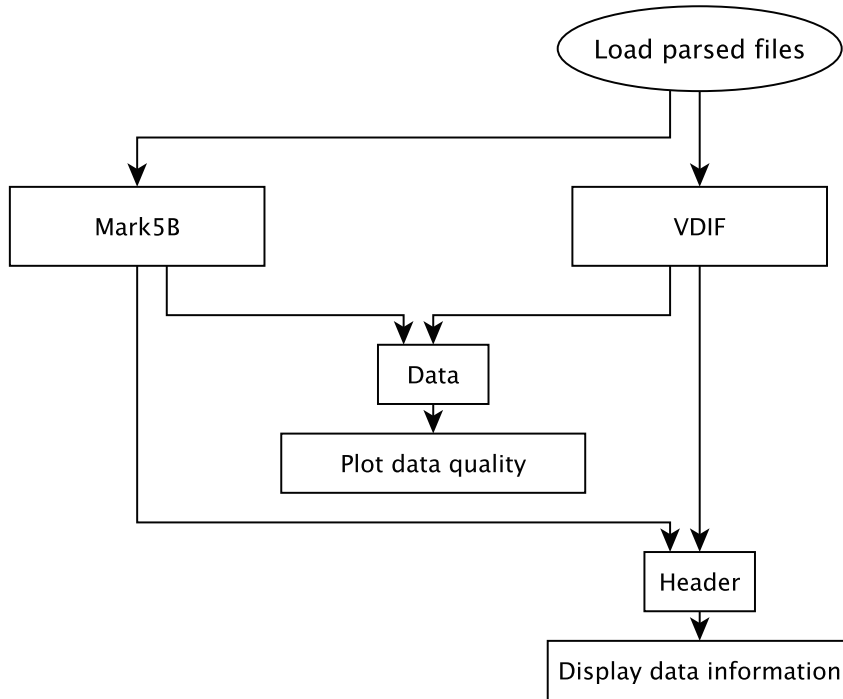 Load parsed files
Mark5B
VDIF
Data
Plot data quality
Header
Display data information